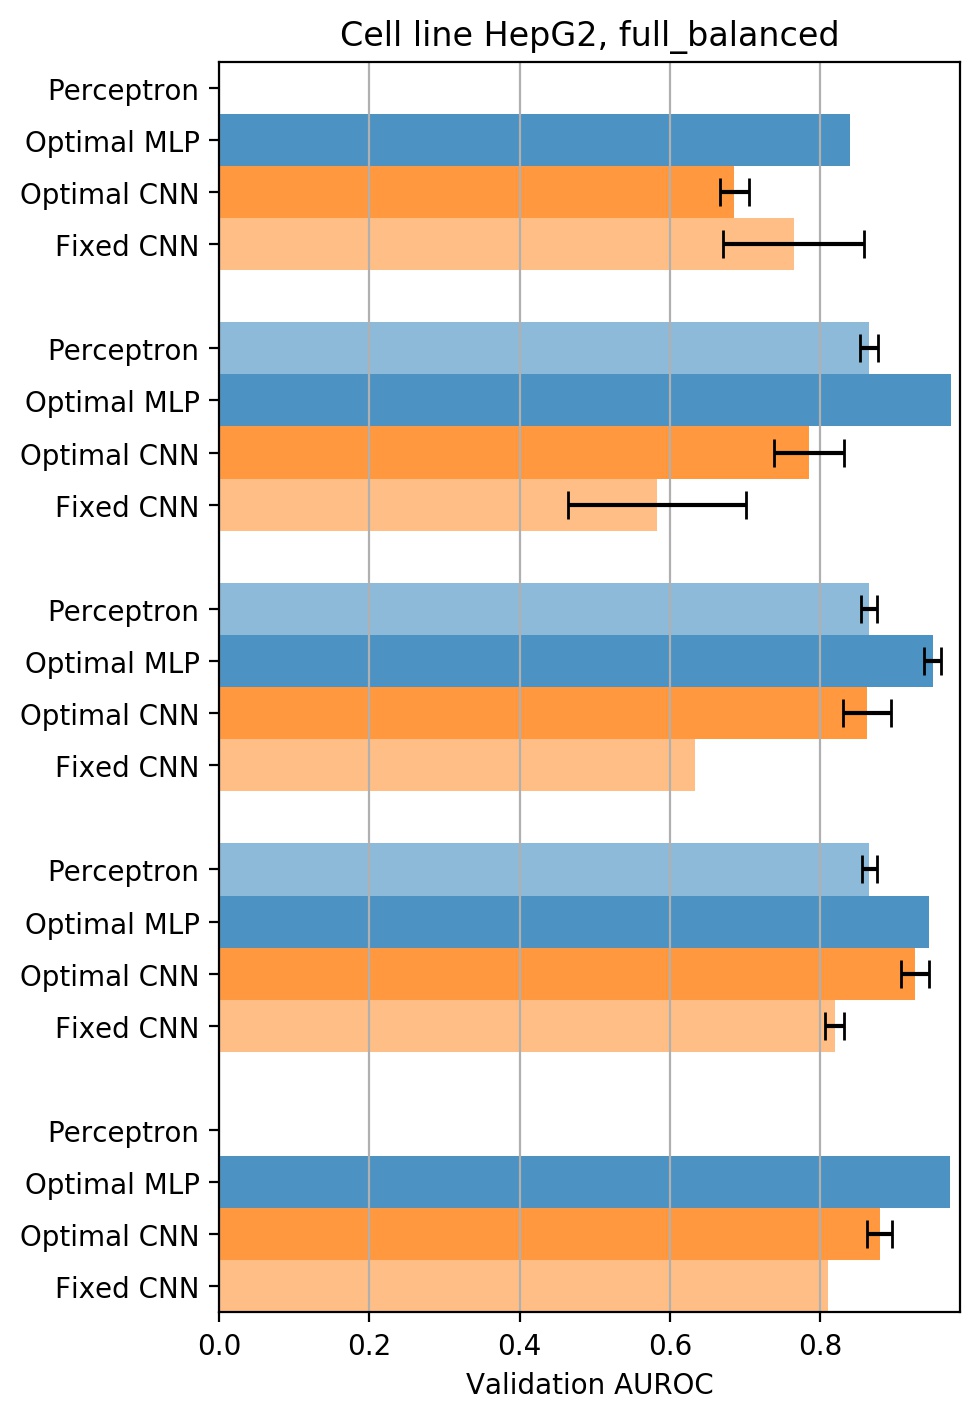 Cell line HepG2, full_balanced
Perceptron
Optimal MLP
Optimal CNN
Fixed CNN
Perceptron
Optimal MLP
Optimal CNN
Fixed CNN
Perceptron
Optimal MLP
Optimal CNN
Fixed CNN
Perceptron
Optimal MLP
Optimal CNN
Fixed CNN
Perceptron
Optimal MLP
Optimal CNN
Fixed CNN
0.0 0.2 0.4 0.6 0.8
Validation AUROC